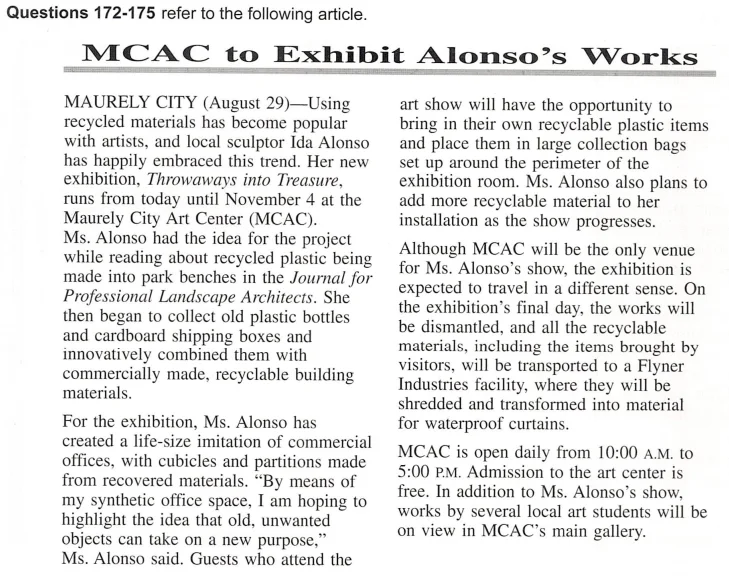 Questions 172-175 refer to the following article.
MCAC to Exhibit Alonso's Works
MAURELY CITY (August 29)—Using
recycled materials has become popular
with artists, and local sculptor Ida Alonso
has happily embraced this trend. Her new
exhibition, Throwaways into Treasure,
runs from today until November 4 at the
Maurely City Art Center (MCAC).
Ms. Alonso had the idea for the project
while reading about recycled plastic being
made into park benches in the Journal for
Professional Landscape Architects. She
then began to collect old plastic bottles
and cardboard shipping boxes and
innovatively combined them with
commercially made, recyclable building
materials.
For the exhibition, Ms. Alonso has
created a life-size imitation of commercial
offices, with cubicles and partitions made
from recovered materials. “By means of
my synthetic office space, I am hoping to
highlight the idea that old, unwanted
objects can take on a new purpose,”
Ms. Alonso said. Guests who attend the
art show will have the opportunity to
bring in their own recyclable plastic items
and place them in large collection bags
set up around the perimeter of the
exhibition room. Ms. Alonso also plans to
add more recyclable material to her
installation as the show progresses.
Although MCAC will be the only venue
for Ms. Alonso's show, the exhibition is
expected to travel in a different sense. On
the exhibition's final day, the works will
be dismantled, and all the recyclable
materials, including the items brought by
visitors, will be transported to a Flyner
Industries facility, where they will be
shredded and transformed into material
for waterproof curtains.
MCAC is open daily from 10:00 A.M. to
5:00 P.M. Admission to the art center is
free. In addition to Ms. Alonso's show,
works by several local art students will be
on view in MCAC's main gallery.